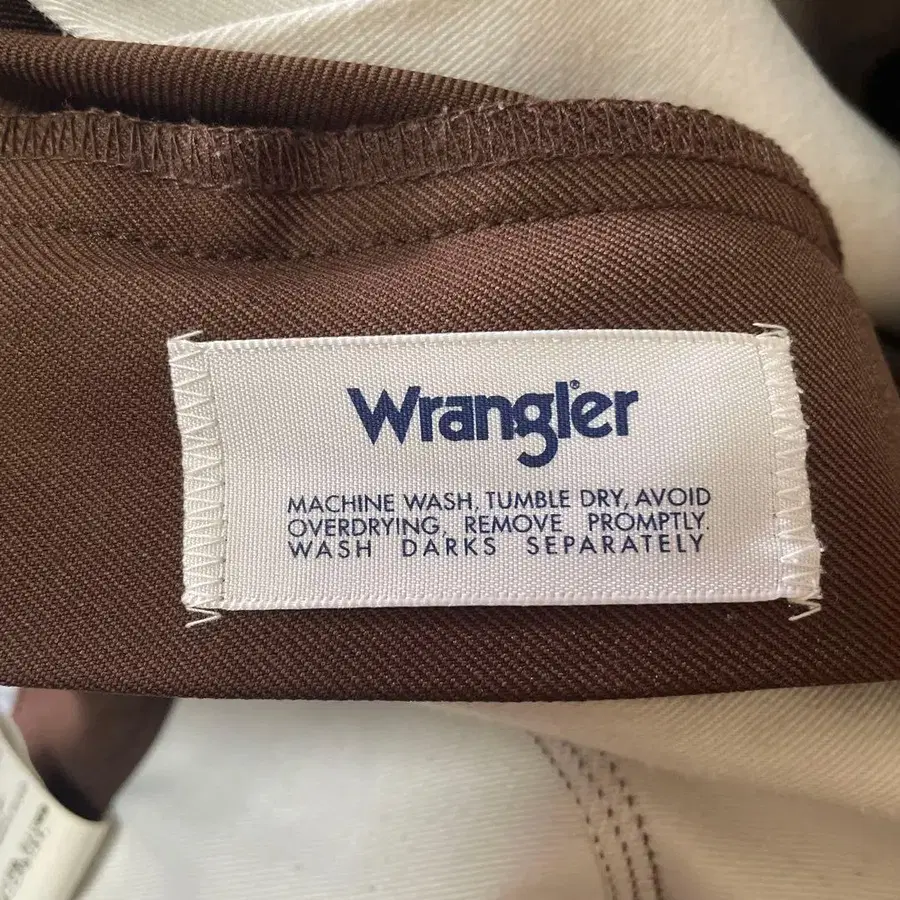 Wrangler®
MACHINE WASH, TUMBLE DRY, AVOID
OVERDRYING, REMOVE PROMPTLY.
WASH DARKS SEPARATELY